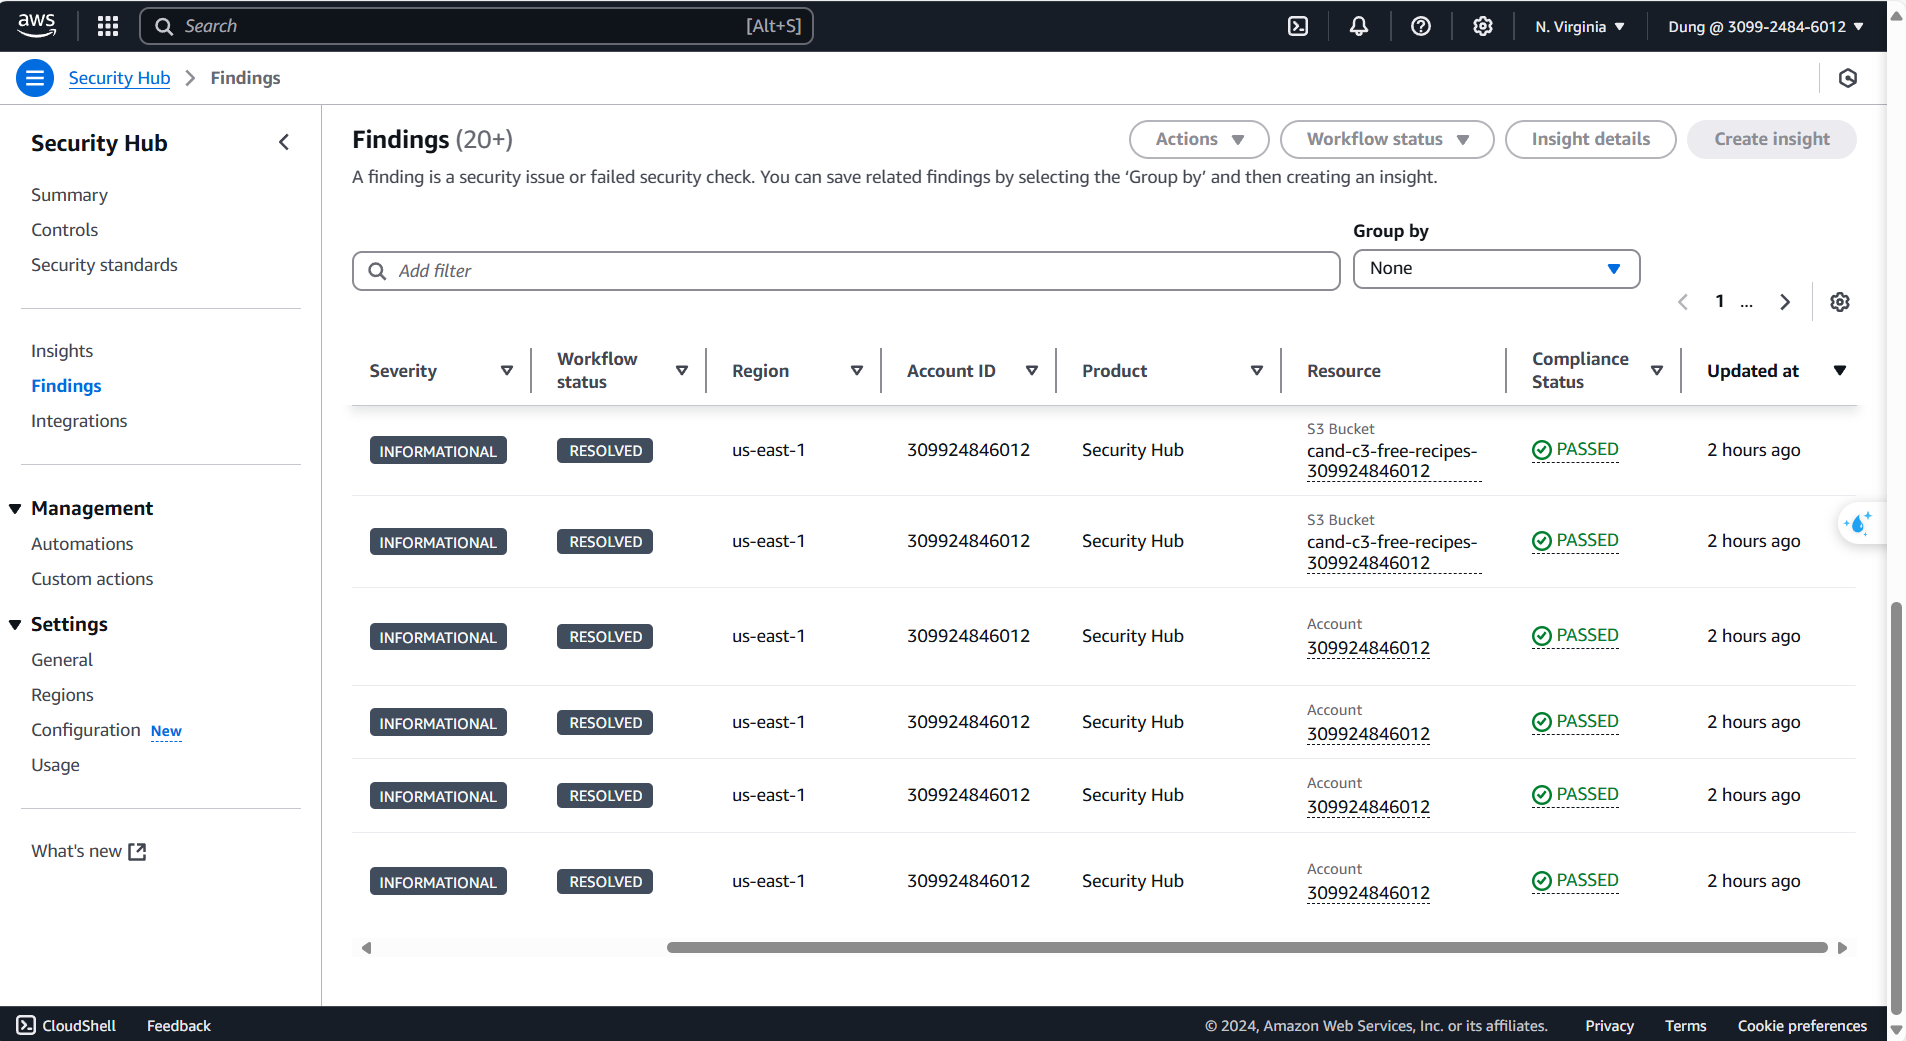 aws
Search
[Alt+S]
N. Virginia
Dung @ 3099-2484-6012
Security Hub
Findings
Security Hub
Summary
Controls
Security standards
Insights
Findings
Integrations
Management
Automations
Custom actions
Settings
General
Regions
Configuration New
Usage
What's new
Findings (20+)
Actions
Workflow status
Insight details
Create insight
A finding is a security issue or failed security check. You can save related findings by selecting the ‘Group by’ and then creating an insight.
Add filter
Group by
None
1 ...
Severity
Workflow
status
Region
Account ID
Product
Resource
Compliance
Status
Updated at
INFORMATIONAL
RESOLVED
us-east-1
309924846012
Security Hub
S3 Bucket
cand-c3-free-recipes-
309924846012
PASSED
2 hours ago
INFORMATIONAL
RESOLVED
us-east-1
309924846012
Security Hub
S3 Bucket
cand-c3-free-recipes-
309924846012
PASSED
2 hours ago
INFORMATIONAL
RESOLVED
us-east-1
309924846012
Security Hub
Account
309924846012
PASSED
2 hours ago
INFORMATIONAL
RESOLVED
us-east-1
309924846012
Security Hub
Account
309924846012
PASSED
2 hours ago
INFORMATIONAL
RESOLVED
us-east-1
309924846012
Security Hub
Account
309924846012
PASSED
2 hours ago
INFORMATIONAL
RESOLVED
us-east-1
309924846012
Security Hub
Account
309924846012
PASSED
2 hours ago
CloudShell
Feedback
© 2024, Amazon Web Services, Inc. or its affiliates.
Privacy
Terms
Cookie preferences